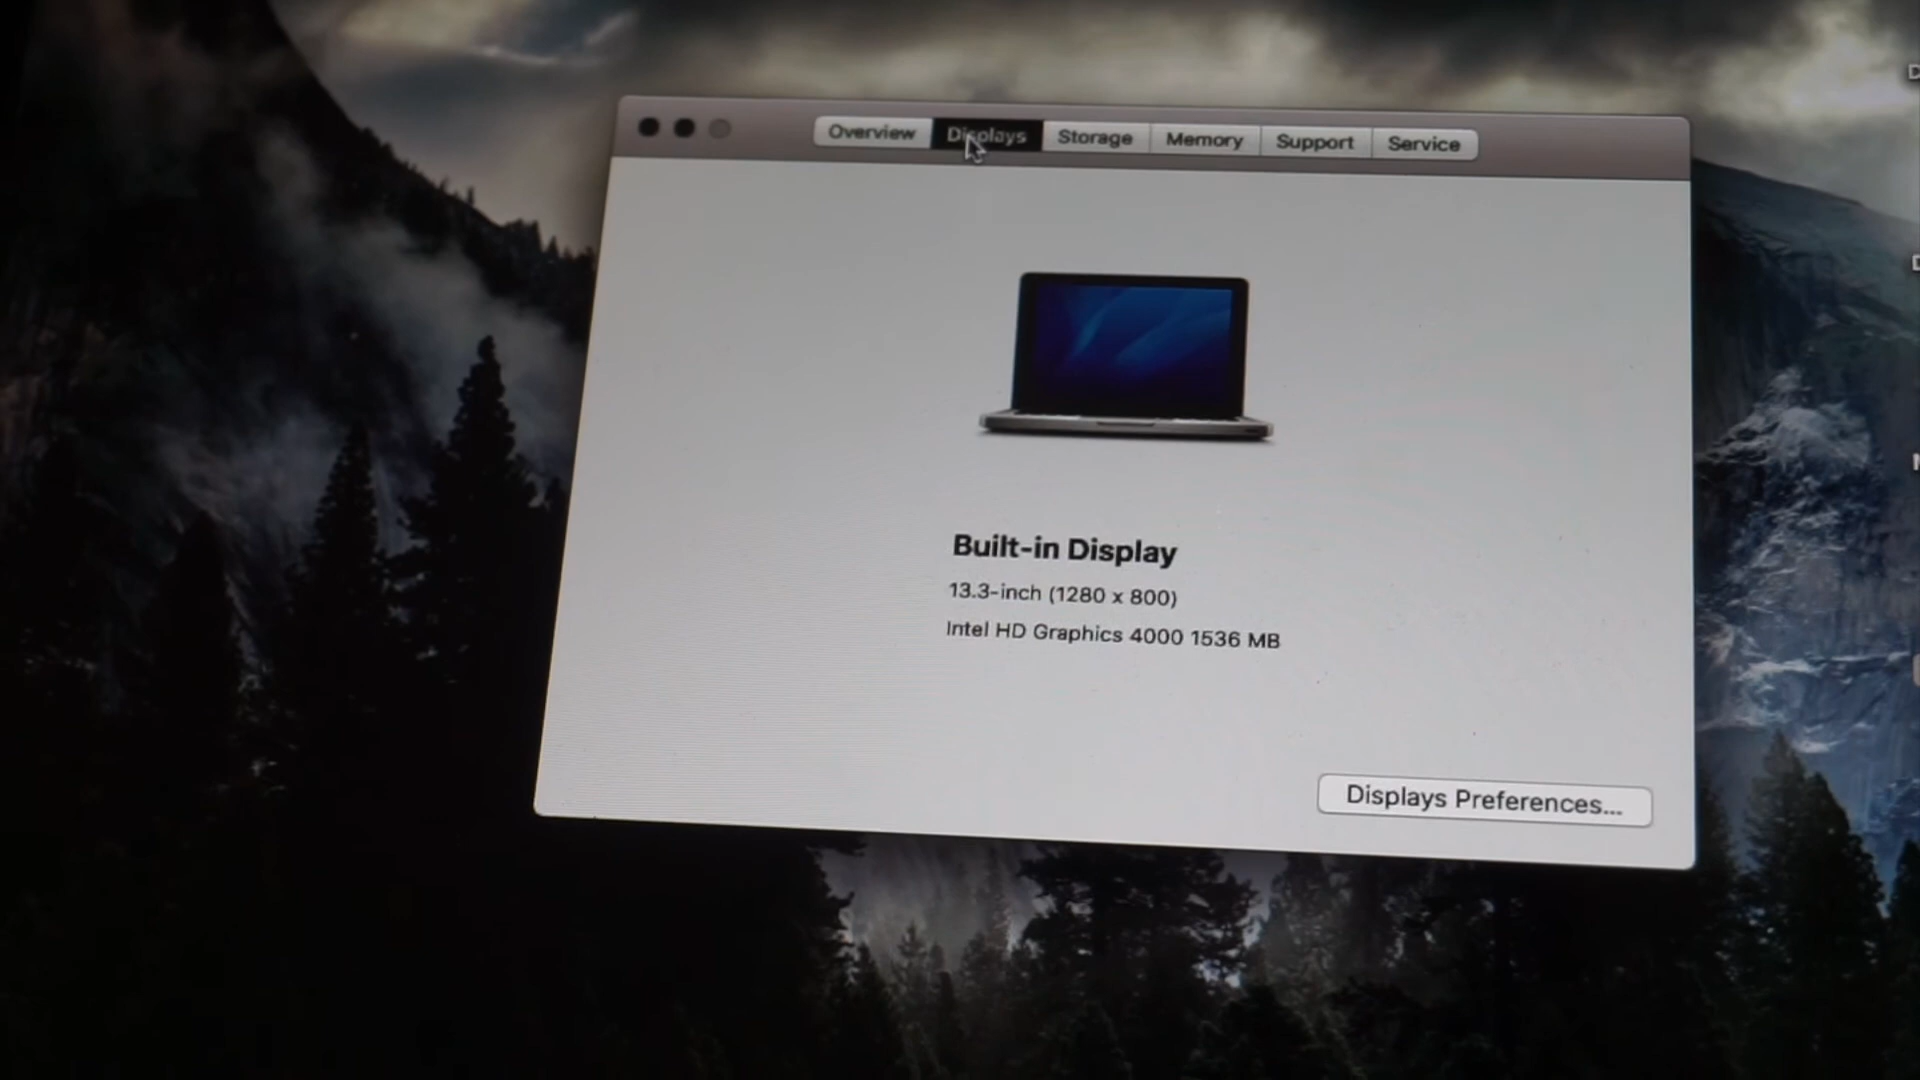 Overview Displays Storage Memory Support Service
Built-in Display
13.3-inch (1280 x 800)
Intel HD Graphics 4000 1536 MB
Displays Preferences...